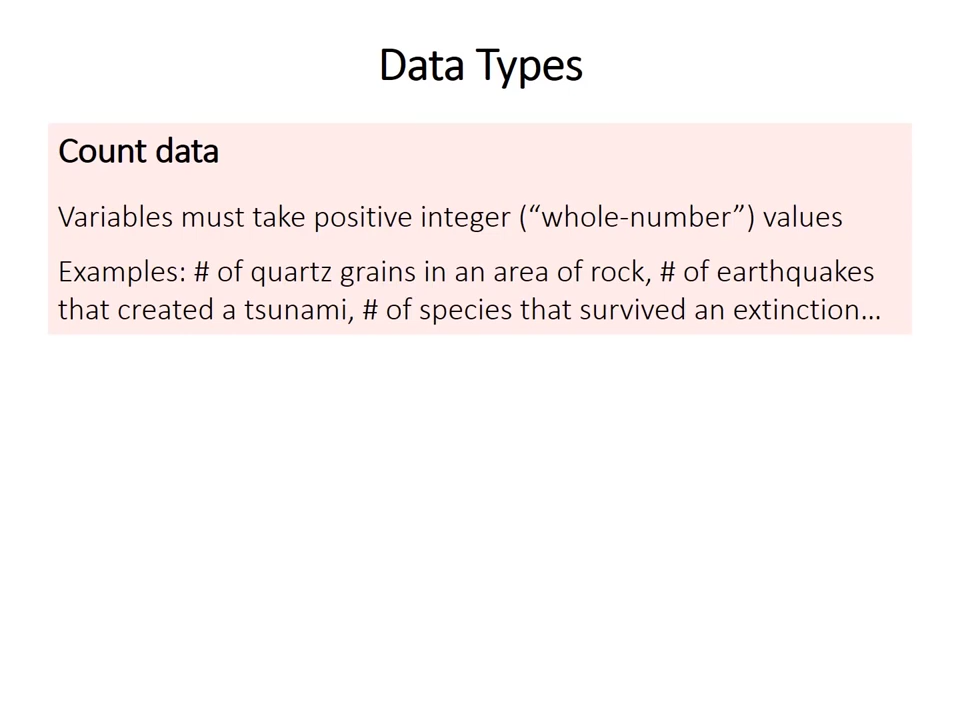 Data Types
Count data
Variables must take positive integer (“whole-number”) values
Examples: # of quartz grains in an area of rock, # of earthquakes
that created a tsunami, # of species that survived an extinction…